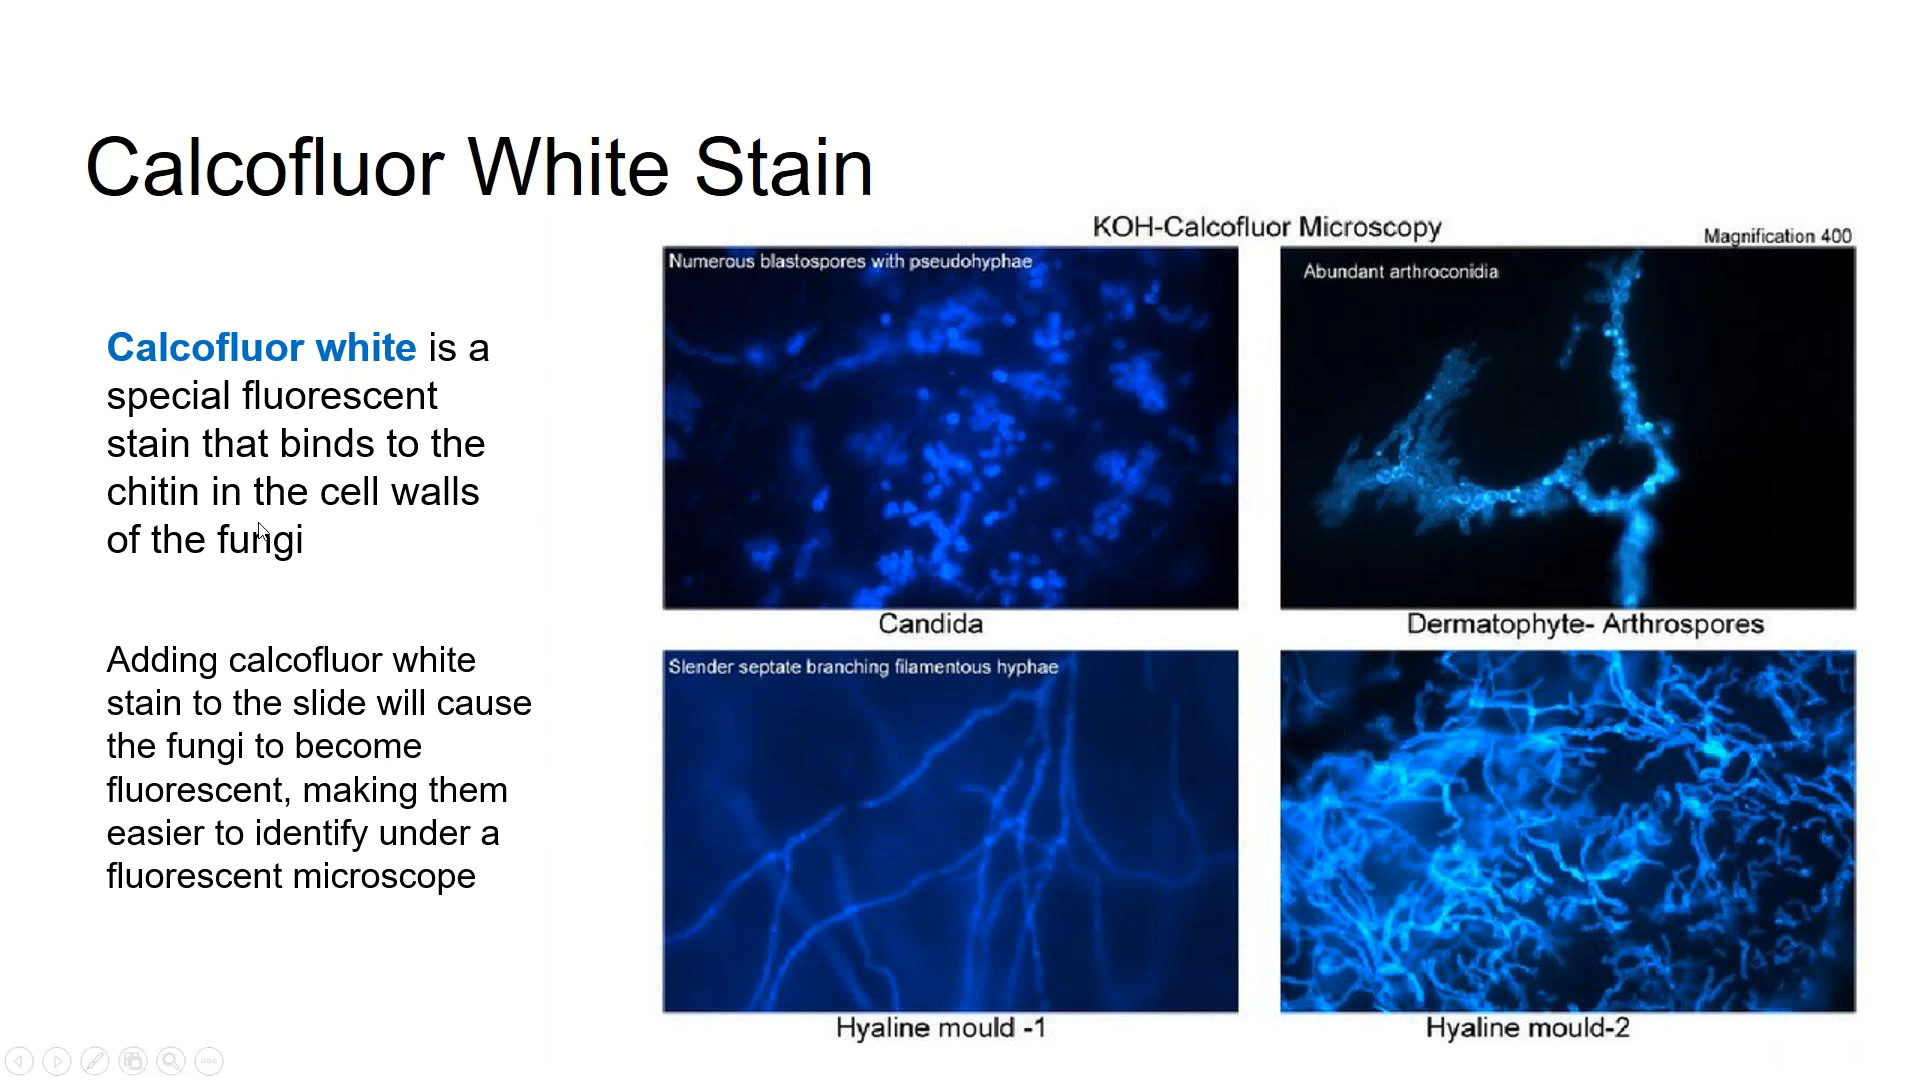 Calcofluor White Stain
Calcofluor white is a
special fluorescent
stain that binds to the
chitin in the cell walls
of the fungi
Adding calcofluor white
stain to the slide will cause
the fungi to become
fluorescent, making them
easier to identify under a
fluorescent microscope
KOH-Calcofluor Microscopy
Magnification 400
Numerous blastospores with pseudohyphae
Candida
Abundant arthroconidia
Dermatophyte- Arthrospores
Slender septate branching filamentous hyphae
Hyaline mould -1
Hyaline mould-2